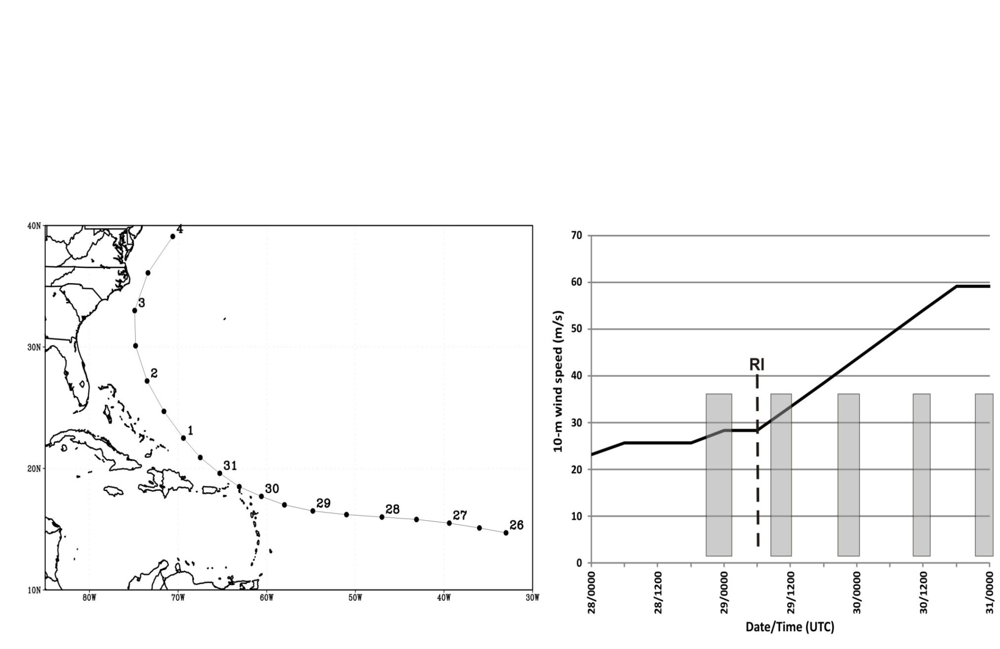 40N
30N
20N
10N
80W
70W
60W
50W
40W
30W
4
3
2
1
31
30
29
28
27
26
70
60
50
40
30
20
10
0
10-m wind speed (m/s)
RI
28/0000
28/1200
29/0000
29/1200
30/0000
30/1200
31/0000
Date/Time (UTC)